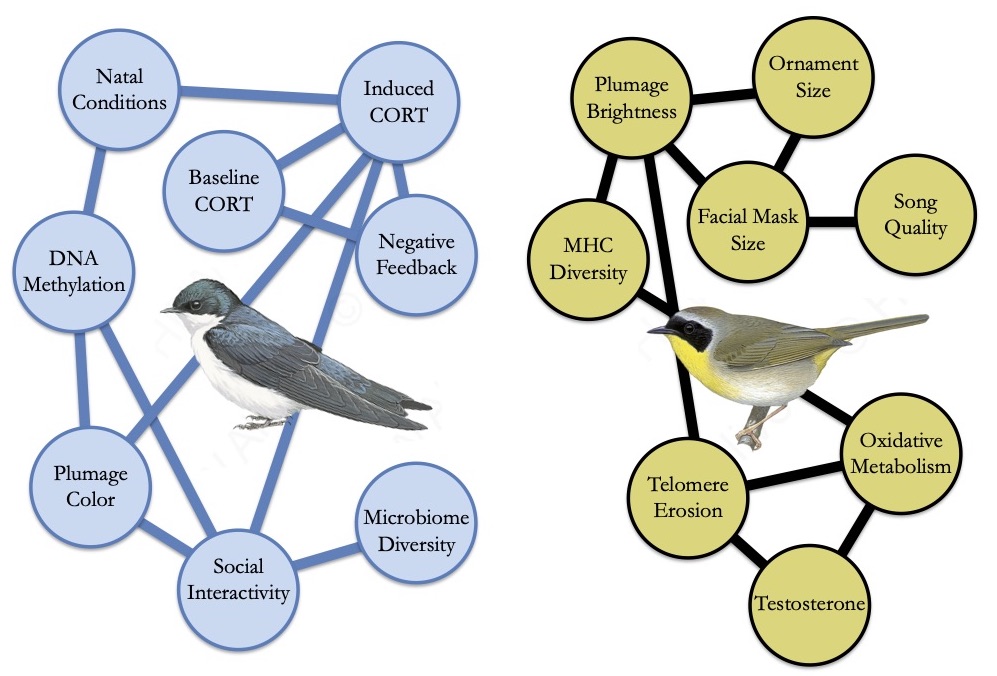 Natal
Conditions
Induced
CORT
Baseline
CORT
DNA
Methylation
Negative
Feedback
Plumage
Color
Microbiome
Diversity
Social
Interactivity
Plumage
Brightness
Ornament
Size
Facial Mask
Size
Song
Quality
MHC
Diversity
Oxidative
Metabolism
Telomere
Erosion
Testosterone